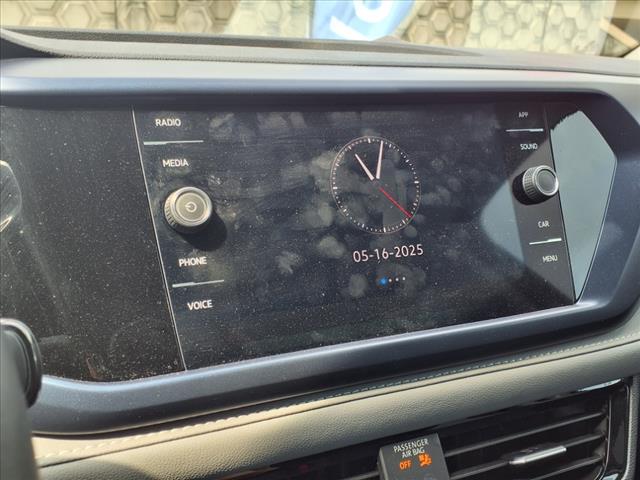 RADIO
MEDIA
PHONE
VOICE
05-16-2025
APP
SOUND
CAR
MENU
PASSENGER
AIR BAG
OFF